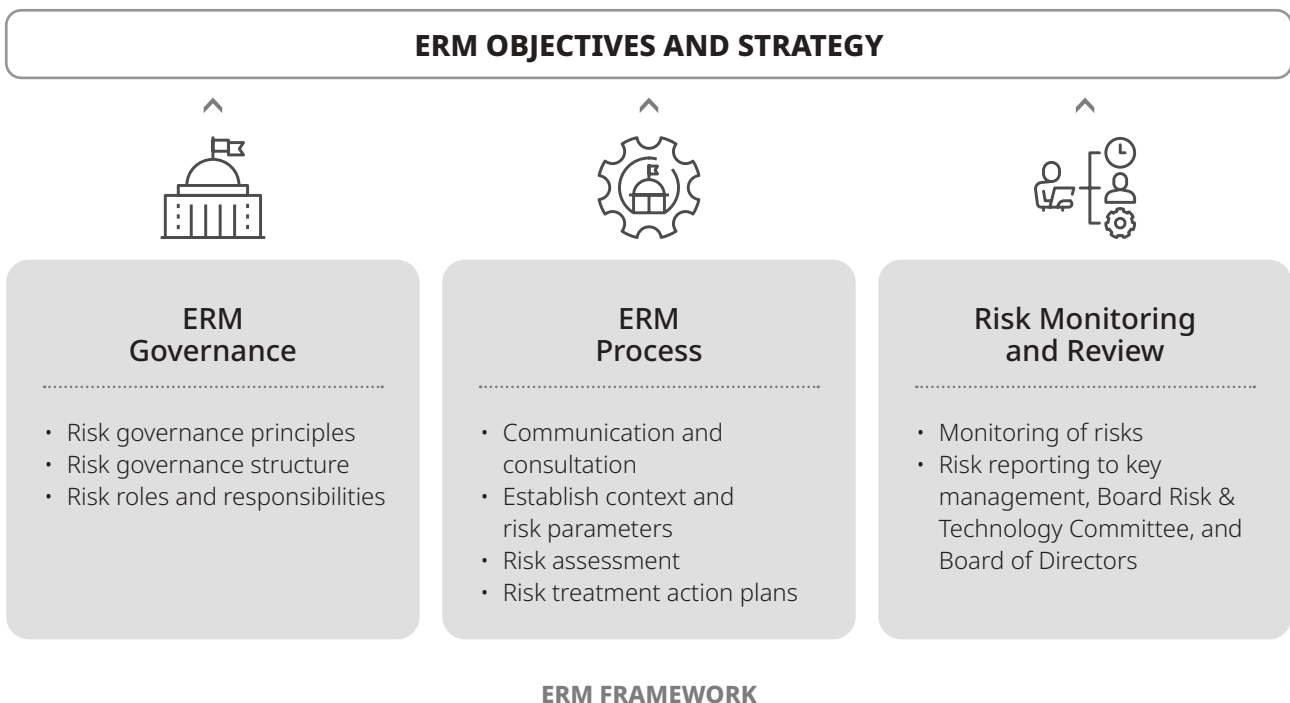 ERM OBJECTIVES AND STRATEGY
ERM
Governance
• Risk governance principles
• Risk governance structure
• Risk roles and responsibilities
ERM
Process
• Communication and
consultation
• Establish context and
risk parameters
• Risk assessment
• Risk treatment action plans
Risk Monitoring
and Review
• Monitoring of risks
• Risk reporting to key
management, Board Risk &
Technology Committee, and
Board of Directors
ERM FRAMEWORK